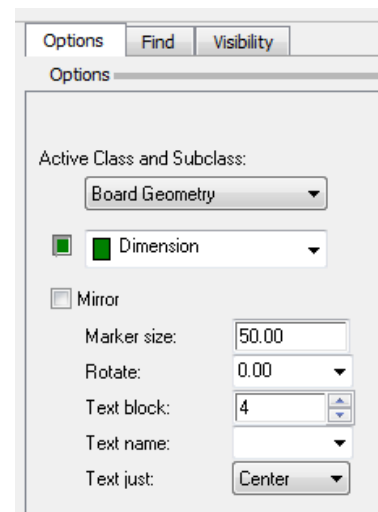 Options Find Visibility
Options
Active Class and Subclass:
Board Geometry
Dimension
Mirror
Marker size: 50.00
Rotate: 0.00
Text block: 4
Text name:
Text just: Center